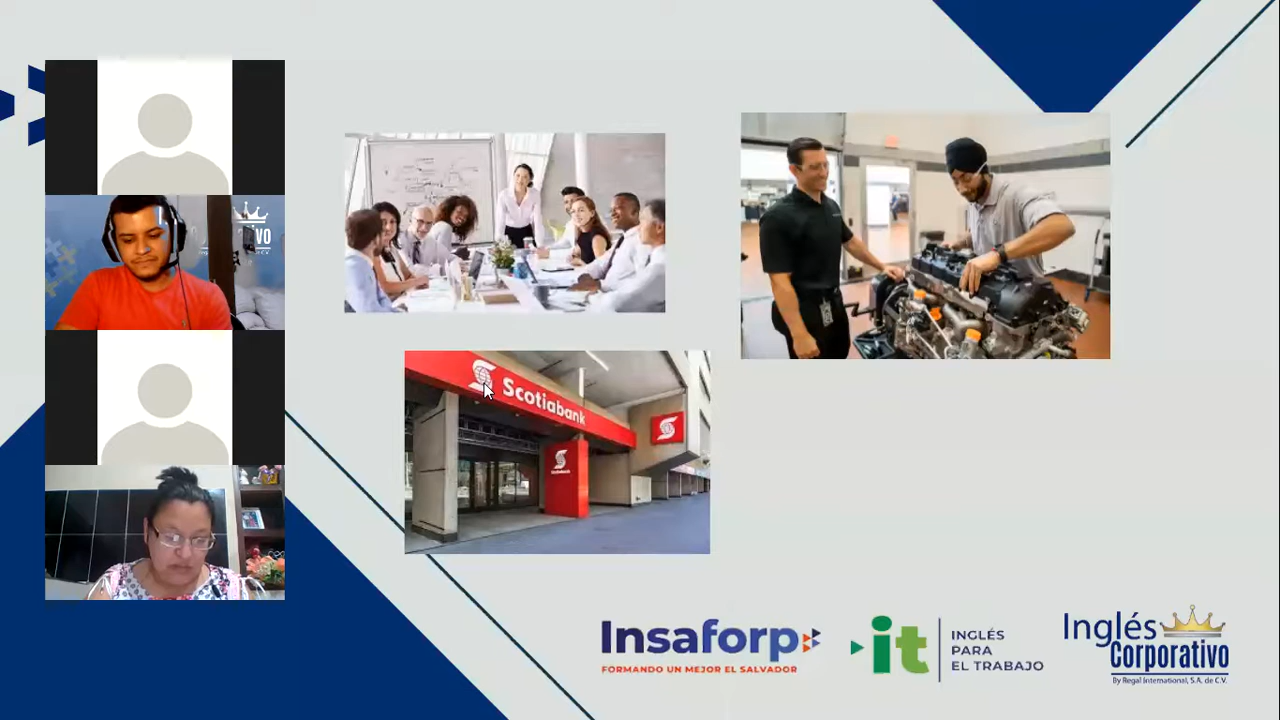 Scotiabank
Insaforp
FORMANDO UN MEJOR EL SALVADOR
it
INGLÉS
PARA
EL TRABAJO
Inglés
Corporativo
By Regal International, S.A. de C.V.